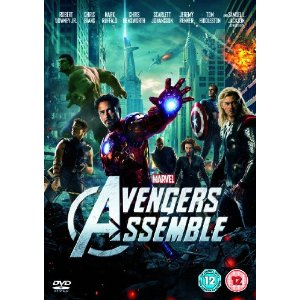 ROBERT DOWNEY JR. CHRIS EVANS MARK RUFFALO CHRIS HEMSWORTH SCARLETT JOHANSSON JEREMY RENNER TOM HIDDLESTON AND SAMUEL L. JACKSON
MARVEL
AVENGERS
ASSEMBLE
DVD
12
12